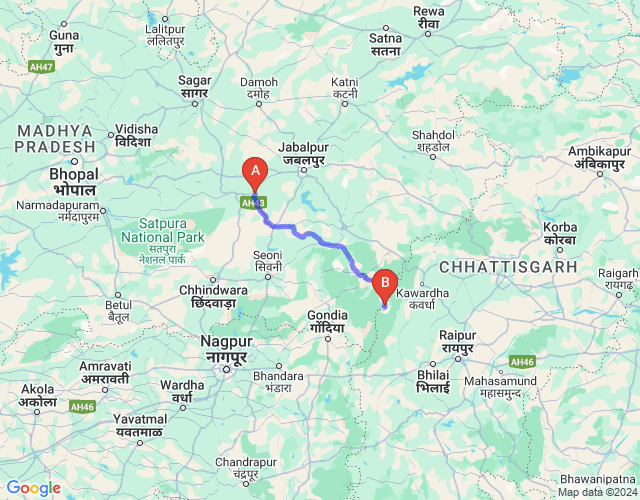 Guna
गुना
AH47
Lalitpur
ललितपुर
Rewa
रीवा
Satna
सतना
Sagar
सागर
Damoh
दमोह
Katni
कटनी
MADHYA
PRADESH
Vidisha
विदिशा
Bhopal
भोपाल
Jabalpur
जबलपुर
Shahdol
शहडोल
Ambikapur
अंबिकापुर
A
AH43
Narmadapuram
नर्मदापुरम
Satpura
National Park
सतपुरा
नेशनल पार्क
Seoni
सिवनी
Korba
कोरबा
CHHATTISGARH
Raigarh
रायगढ़
B
Chhindwara
छिंदवाड़ा
Kawardha
कवर्धा
Betul
बैतूल
Gondia
गोंदिया
Nagpur
नागपूर
Raipur
रायपुर
Amravati
अमरावती
Bhilai
भिलाई
AH46
Wardha
वर्धा
Bhandara
भंडारा
Mahasamund
महासमुन्द
Akola
अकोला
AH46
Yavatmal
यवतमाळ
Chandrapur
चंद्रपूर
Bhawanipatna
Google
Map data ©2024